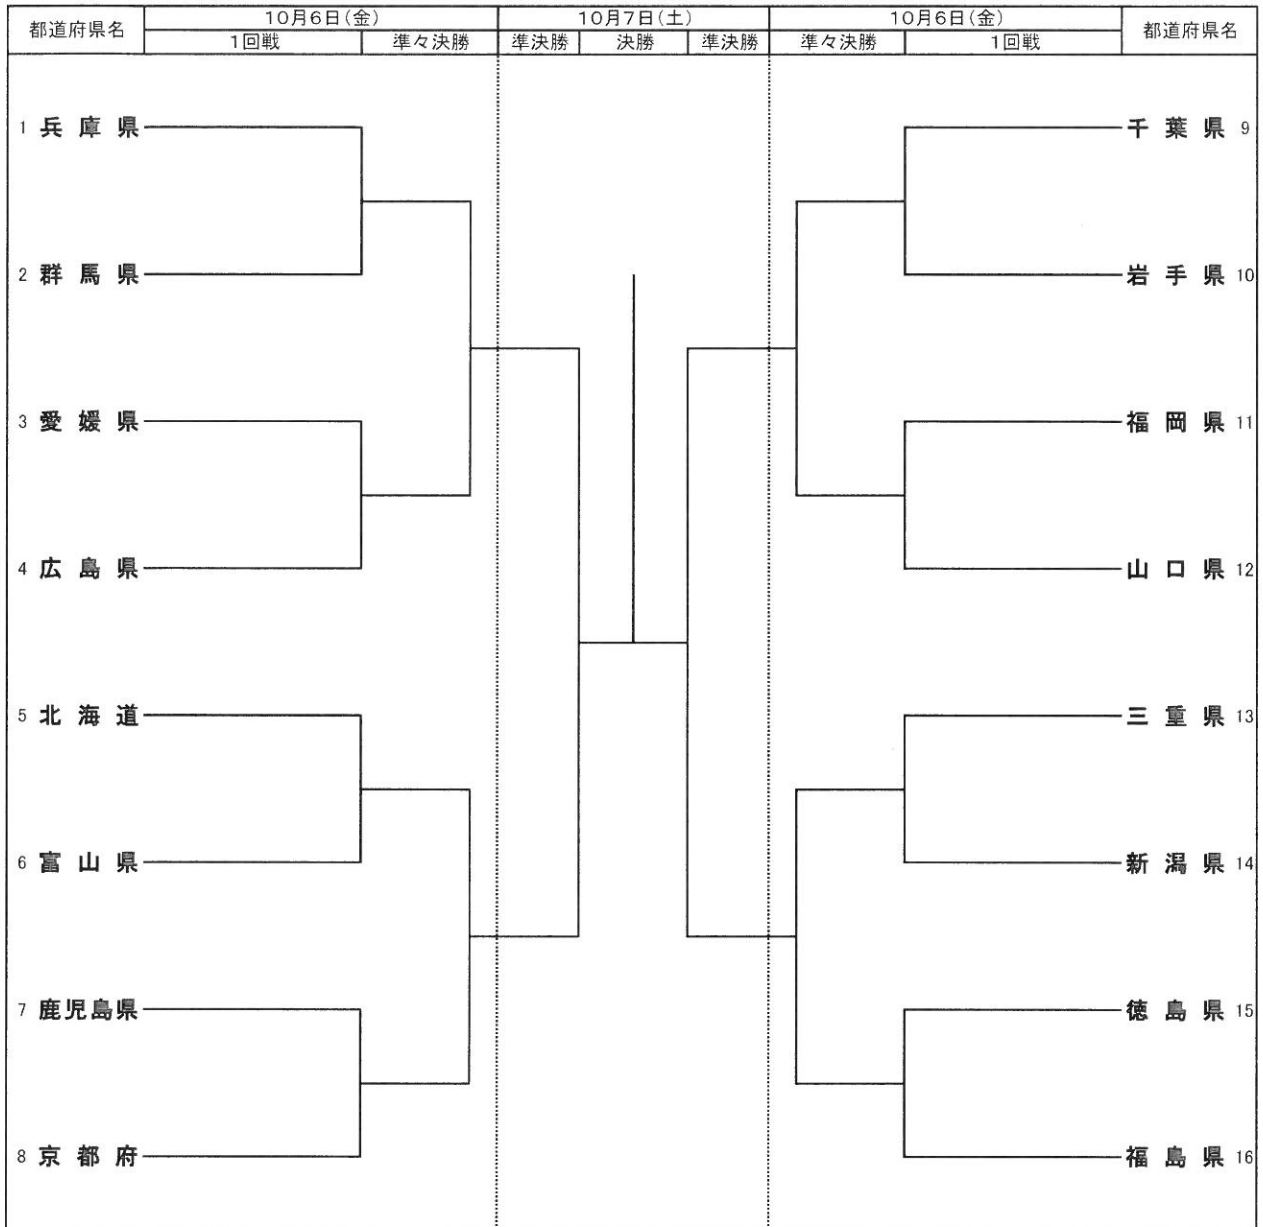 都道府県名 10月6日(金) 10月7日(土) 10月6日(金) 都道府県名
1回戦 準々決勝 準決勝 決勝 準決勝 準々決勝 1回戦
1 兵庫県 千葉県 9
2 群馬県 岩手県 10
3 愛媛県 福岡県 11
4 広島県 山口県 12
5 北海道 三重県 13
6 富山県 新潟県 14
7 鹿児島県 徳島県 15
8 京都府 福島県 16